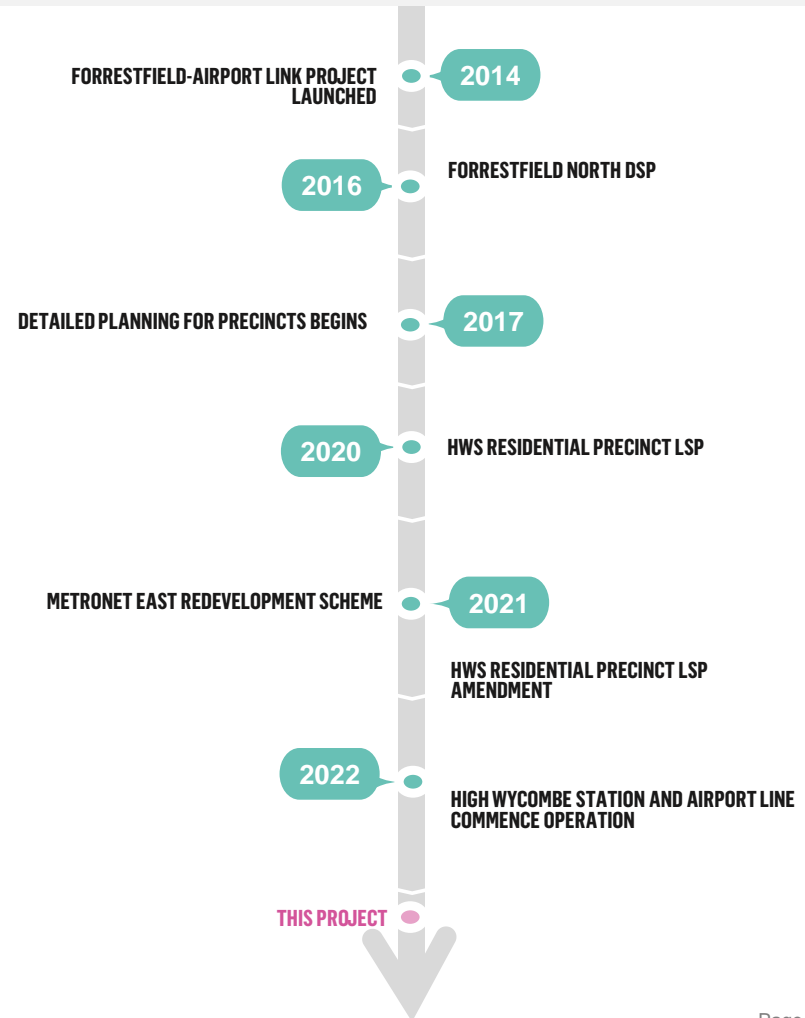 FORRESTFIELD-AIRPORT LINK PROJECT
LAUNCHED
2014
2016
FORRESTFIELD NORTH DSP
DETAILED PLANNING FOR PRECINCTS BEGINS
2017
2020
HWS RESIDENTIAL PRECINCT LSP
METRONET EAST REDEVELOPMENT SCHEME
2021
HWS RESIDENTIAL PRECINCT LSP
AMENDMENT
2022
HIGH WYCOMBE STATION AND AIRPORT LINE
COMMENCE OPERATION
THIS PROJECT